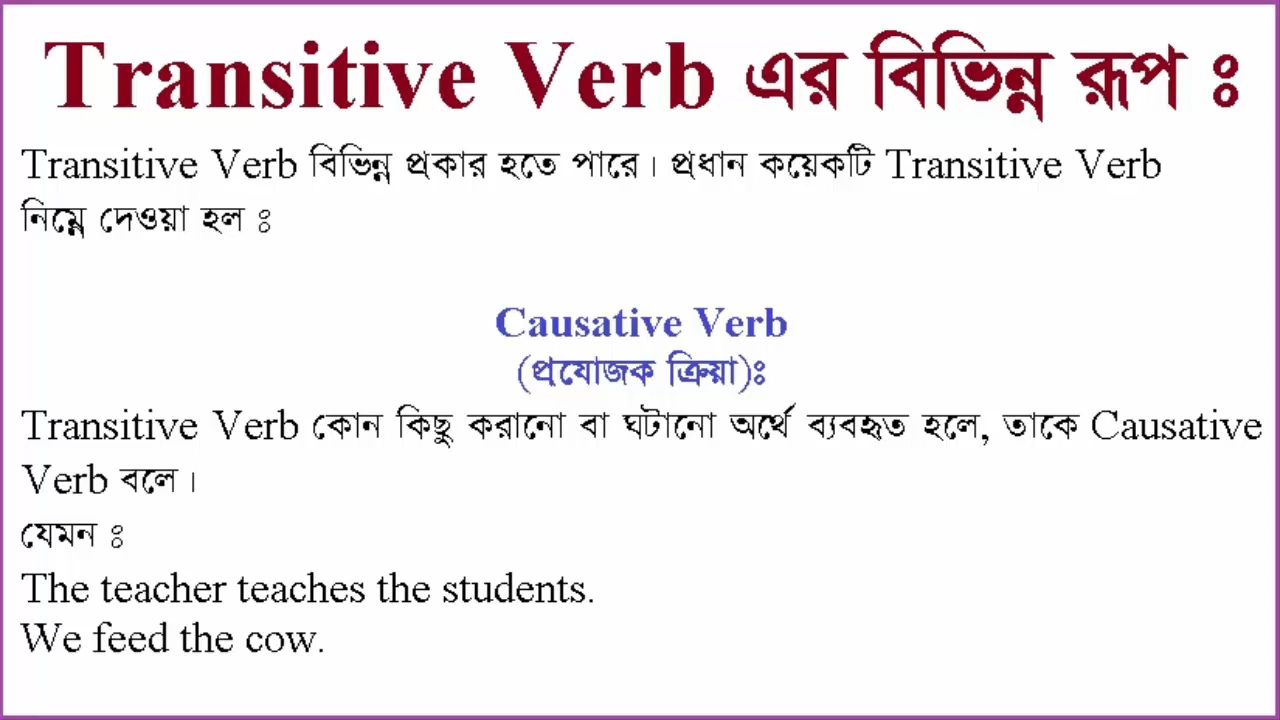 Transitive Verb এর বিভিন্ন রূপ ঃ
Transitive Verb বিভিন্ন প্রকার হতে পারে। প্রধান কয়েকটি Transitive Verb
নিম্নে দেওয়া হল ঃ
Causative Verb
(প্রযোজক ক্রিয়া)ঃ
Transitive Verb কোন কিছু করানো বা ঘটানো অর্থে ব্যবহৃত হলে, তাকে Causative
Verb বলে।
যেমন ঃ
The teacher teaches the students.
We feed the cow.